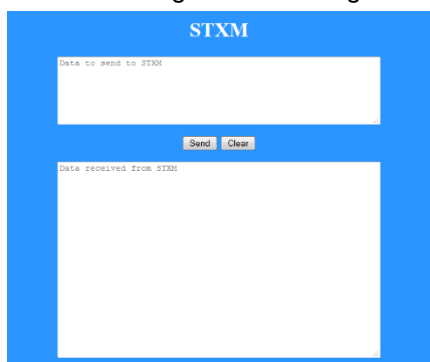 STXM
Data to send to STXM
Send Clear
Data received from STXM